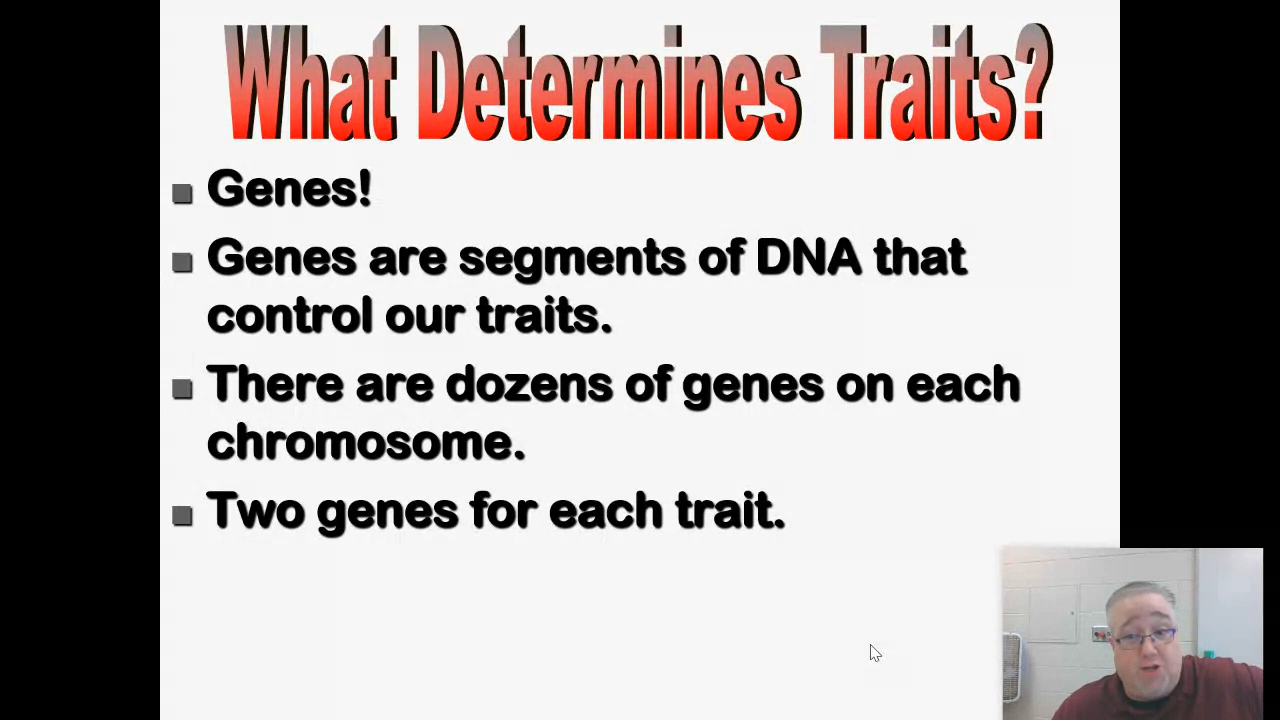 What Determines Traits?
Genes!
Genes are segments of DNA that
control our traits.
There are dozens of genes on each
chromosome.
Two genes for each trait.